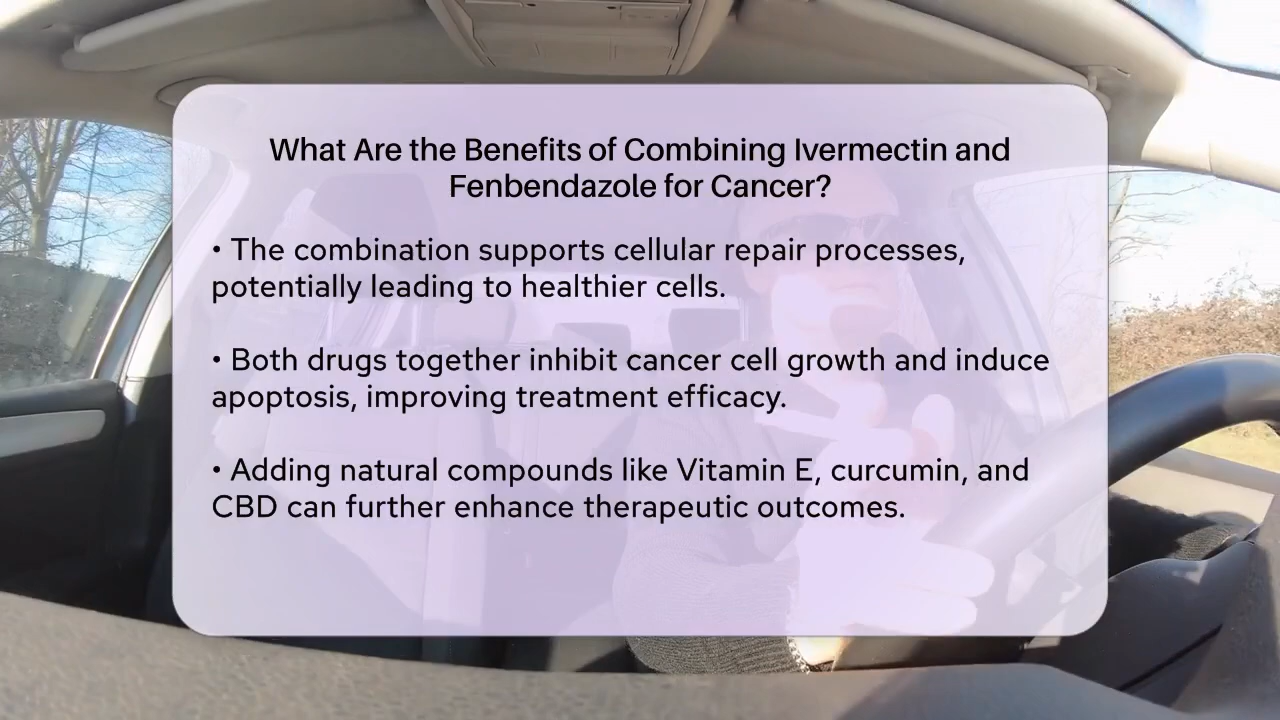 What Are the Benefits of Combining Ivermectin and
Fenbendazole for Cancer?
• The combination supports cellular repair processes,
potentially leading to healthier cells.
• Both drugs together inhibit cancer cell growth and induce
apoptosis, improving treatment efficacy.
• Adding natural compounds like Vitamin E, curcumin, and
CBD can further enhance therapeutic outcomes.